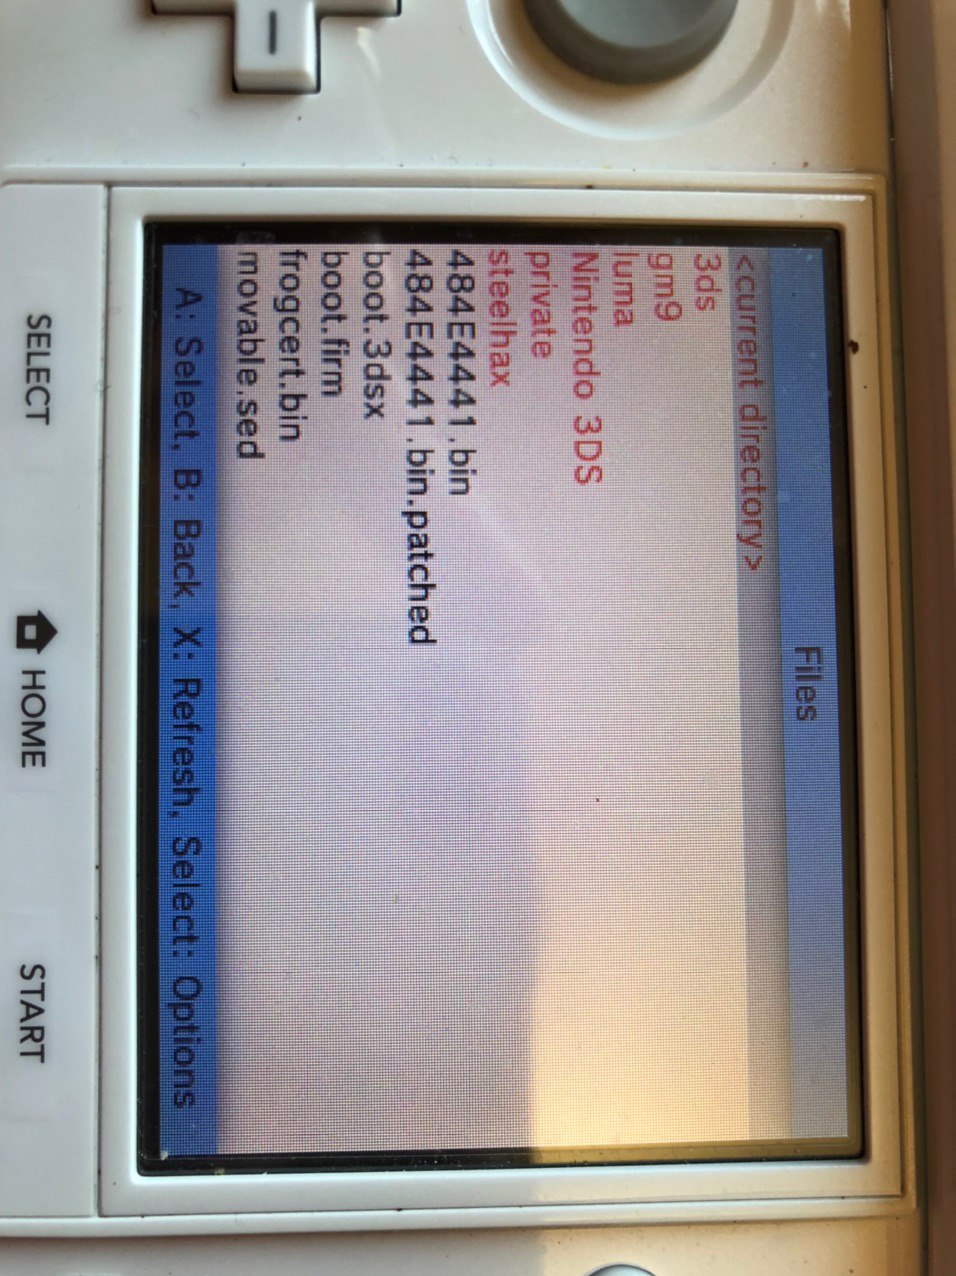 Files
<current directory>
3ds
gm9
luma
Nintendo 3DS
private
steelhax
484E4441.bin
484E4441.bin.patched
boot.3dsx
boot.firm
frogcert.bin
movable.sed
A: Select, B: Back, X: Refresh, Select: Options
SELECT
HOME
START